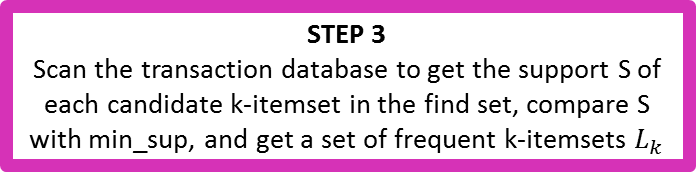 STEP 3
Scan the transaction database to get the support S of
each candidate k-itemset in the find set, compare S
with min_sup, and get a set of frequent k-itemsets Lₖ